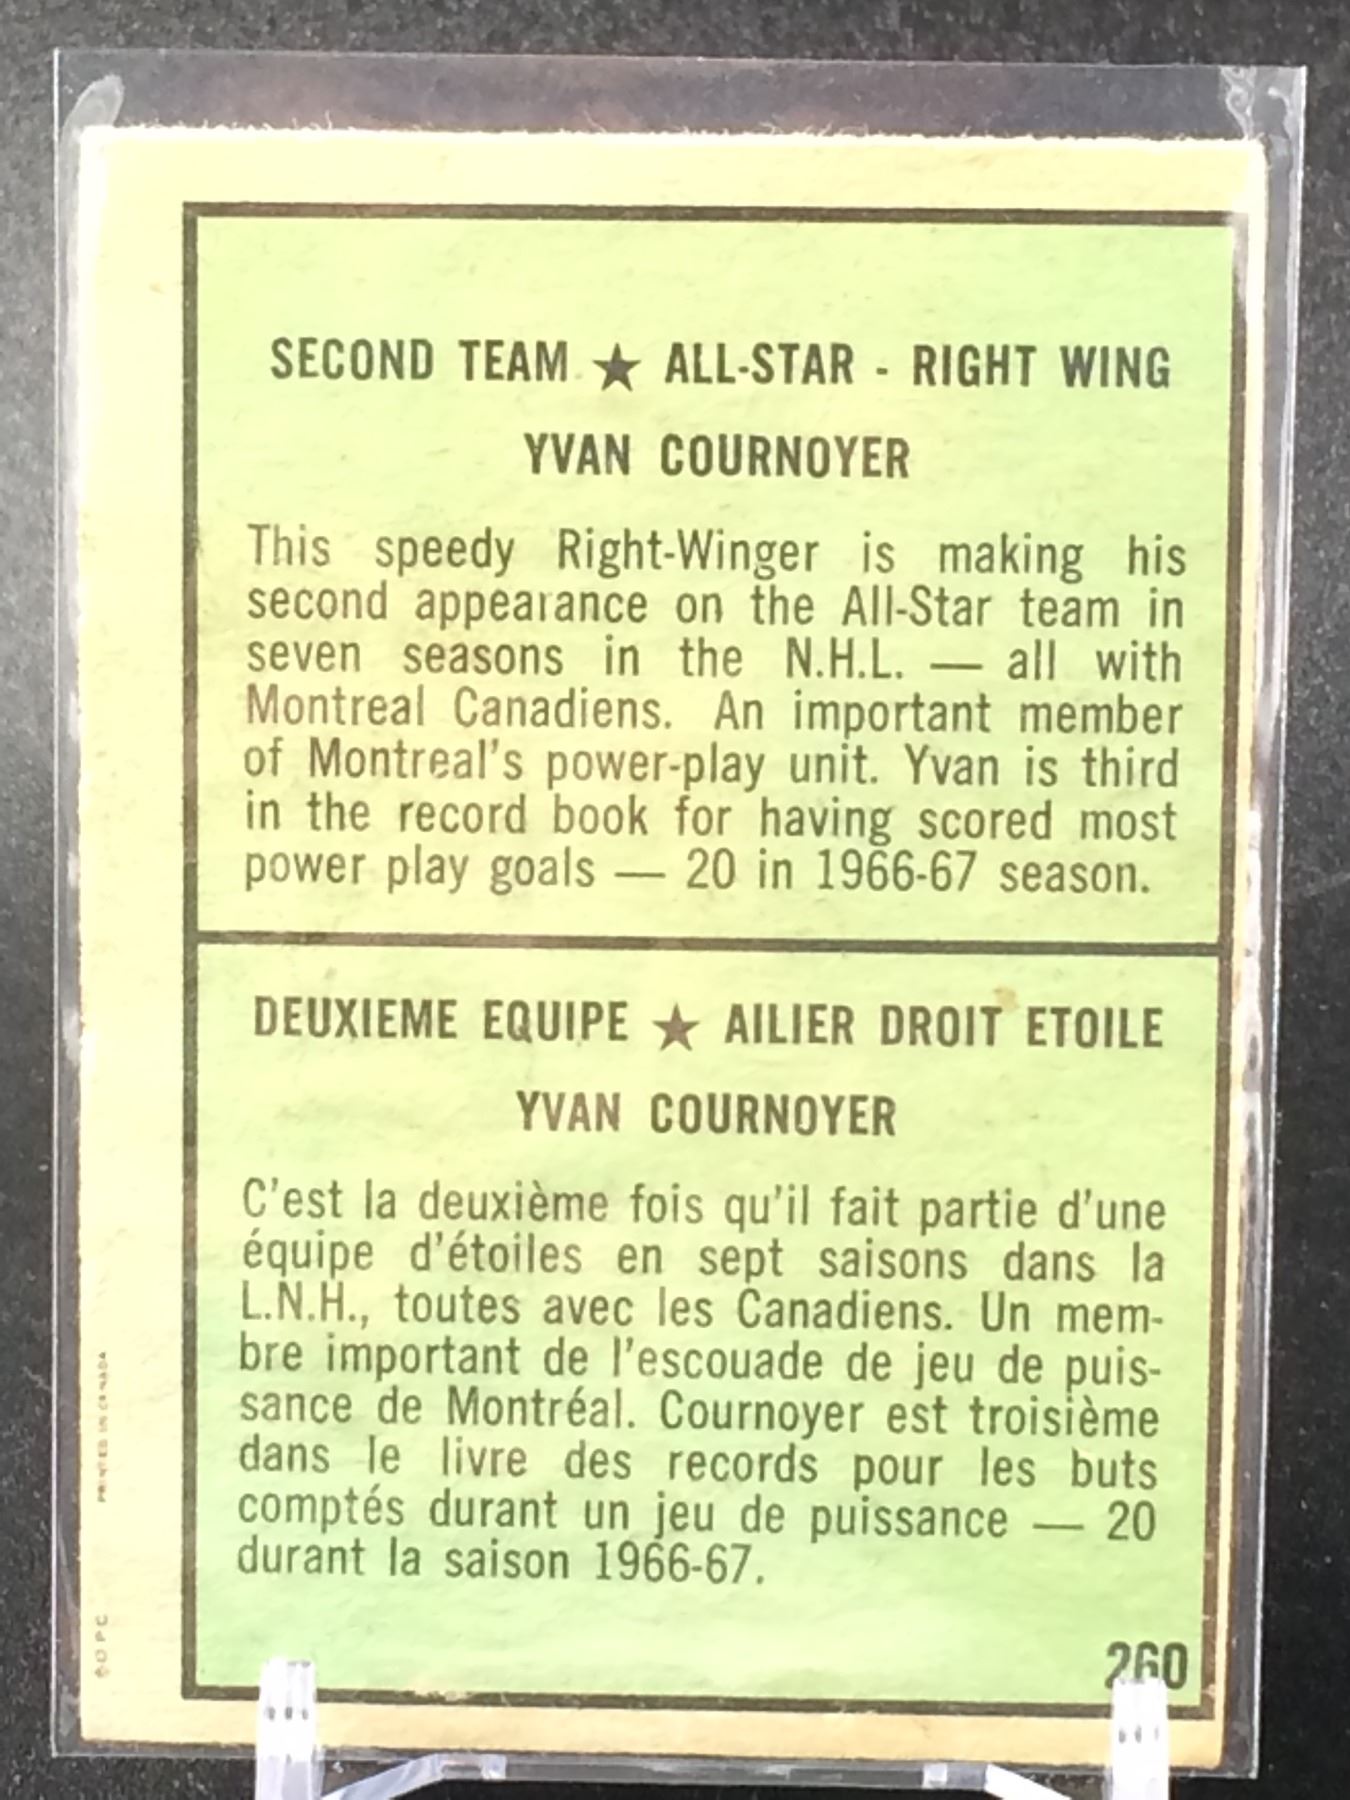 SECOND TEAM ★ ALL-STAR - RIGHT WING
YVAN COURNOYER
This speedy Right-Winger is making his
second appearance on the All-Star team in
seven seasons in the N.H.L. — all with
Montreal Canadiens. An important member
of Montreal's power-play unit. Yvan is third
in the record book for having scored most
power play goals — 20 in 1966-67 season.
DEUXIEME EQUIPE ★ AILIER DROIT ETOILE
YVAN COURNOYER
C'est la deuxième fois qu'il fait partie d'une
équipe d'étoiles en sept saisons dans la
L.N.H., toutes avec les Canadiens. Un mem-
bre important de l'escouade de jeu de puis-
sance de Montréal. Cournoyer est troisième
dans le livre des records pour les buts
comptés durant un jeu de puissance — 20
durant la saison 1966-67.
260
© O P C PRINTED IN CANADA